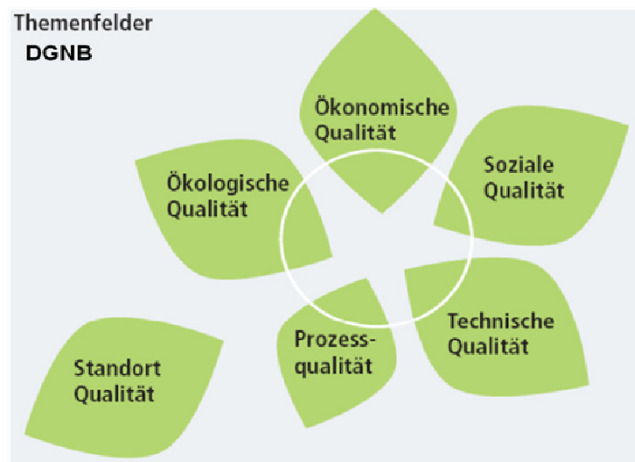 Themenfelder
DGNB
Ökonomische
Qualität
Soziale
Qualität
Ökologische
Qualität
Technische
Qualität
Prozess-
qualität
Standort
Qualität